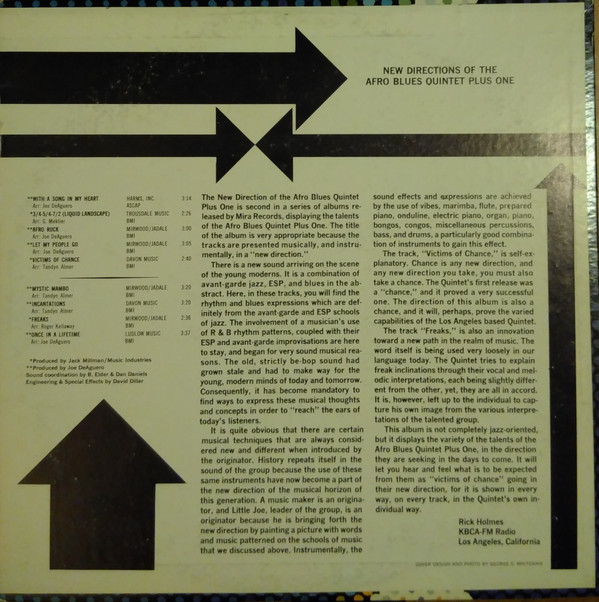 NEW DIRECTIONS OF THE
AFRO BLUES QUINTET PLUS ONE
**WITH A SONG IN MY HEART HARMS, INC. 3:14
Arr: Joe DeAguero ASCAP
*3/4-5/4-7/2 (LIQUID LANDSCAPE) TROUSDALE MUSIC 2:26
Arr: C. BMI
**AFRO ROCK MIRWOOD/JADARE 3:00
Arr: Joe DeAguero BMI
**LET MY PEOPLE GO MIRWOOD/JADARE 3:05
Arr: Joe DeAguero BMI
*VICTIMS OF CHANCE DAVON MUSIC 2:40
Arr: Tandyn Almer BMI
**MYSTIC MAMBO MIRWOOD/JADARE 3:20
Arr: Tandyn Almer BMI
**INCANTATIONS DAVON MUSIC 3:20
Arr: Tandyn Almer BMI
*FREAKS MIRWOOD/JADARE 2:36
Arr: Roger Kellaway BMI
**ONCE IN A LIFETIME LUDLOW MUSIC 3:37
Arr: Joe DeAguero BMI
*Produced by Jack Millman/Music Industries
**Produced by Joe DeAguero
Sound coordination by R. Elder & Dan Daniels
Engineering & Special Effects by David Diller
The New Direction of the Afro Blues Quintet
Plus One is second in a series of albums re-
leased by Mira Records, displaying the talents
of the Afro Blues Quintet Plus One. The title
of the album is very appropriate because the
tracks are presented musically, and instru-
mentally, in a "new direction."
There is a new sound arriving on the scene
of the young moderns. It is a combination of
avant-garde jazz, ESP, and blues in the ab-
stract. Here, in these tracks, you will find the
rhythm and blues expressions which are def-
initely from the avant-garde and ESP schools
of jazz. The involvement of a musician's use
of R & B rhythm patterns, coupled with their
ESP and avant-garde improvisations are here
to stay, and began for very sound musical rea-
sons. The old, strictly be-bop sound had
grown stale and had to make way for the
young, modern minds of today and tomorrow.
Consequently, it has become mandatory to
find ways to express these musical thoughts
and concepts in order to "reach" the ears of
today's listeners.
It is quite obvious that there are certain
musical techniques that are always consid-
ered new and different when introduced by
the originator. History repeats itself in the
sound of the group because the use of these
same instruments have now become a part of
the new direction of the musical horizon of
this generation. A music maker is an origina-
tor, and Little Joe, leader of the group, is an
originator because he is bringing forth the
new direction by painting a picture with words
and music patterned on the schools of music
that we discussed above. Instrumentally, the
sound effects and expressions are achieved
by the use of vibes, marimba, flute, prepared
piano, onduline, electric piano, organ, piano,
bongos, congos, miscellaneous percussions,
bass, and drums, a particularly good combina-
tion of instruments to gain this effect.
The track, "Victims of Chance," is self-ex-
planatory. Chance is any new direction, and
any new direction you take, you must also
take a chance. The Quintet's first release was
a "chance," and it proved a very successful
one. The direction of this album is also a
chance, and it will, perhaps, prove the varied
capabilities of the Los Angeles based Quintet.
The track "Freaks," is also an innovation
toward a new path in the realm of music. The
word itself is being used very loosely in our
language today. The Quintet tries to explain
freak inclinations through their vocal and mel-
odic interpretations, each being slightly differ-
ent from the other, yet, they are all in accord.
It is, however, left up to the individual to cap-
ture his own image from the various interpre-
tations of the talented group.
This album is not completely jazz-oriented,
but it displays the variety of the talents of the
Afro Blues Quintet Plus One, in the direction
they are seeking in the days to come. It will
let you hear and feel what is to be expected
from them as "victims of chance" going in
their new direction, for it is shown in every
way, on every track, in the Quintet's own in-
dividual way.
Rick Holmes
KBCA-FM Radio
Los Angeles, California
COVER DESIGN AND PHOTO BY GEORGE E. WHITEMAN